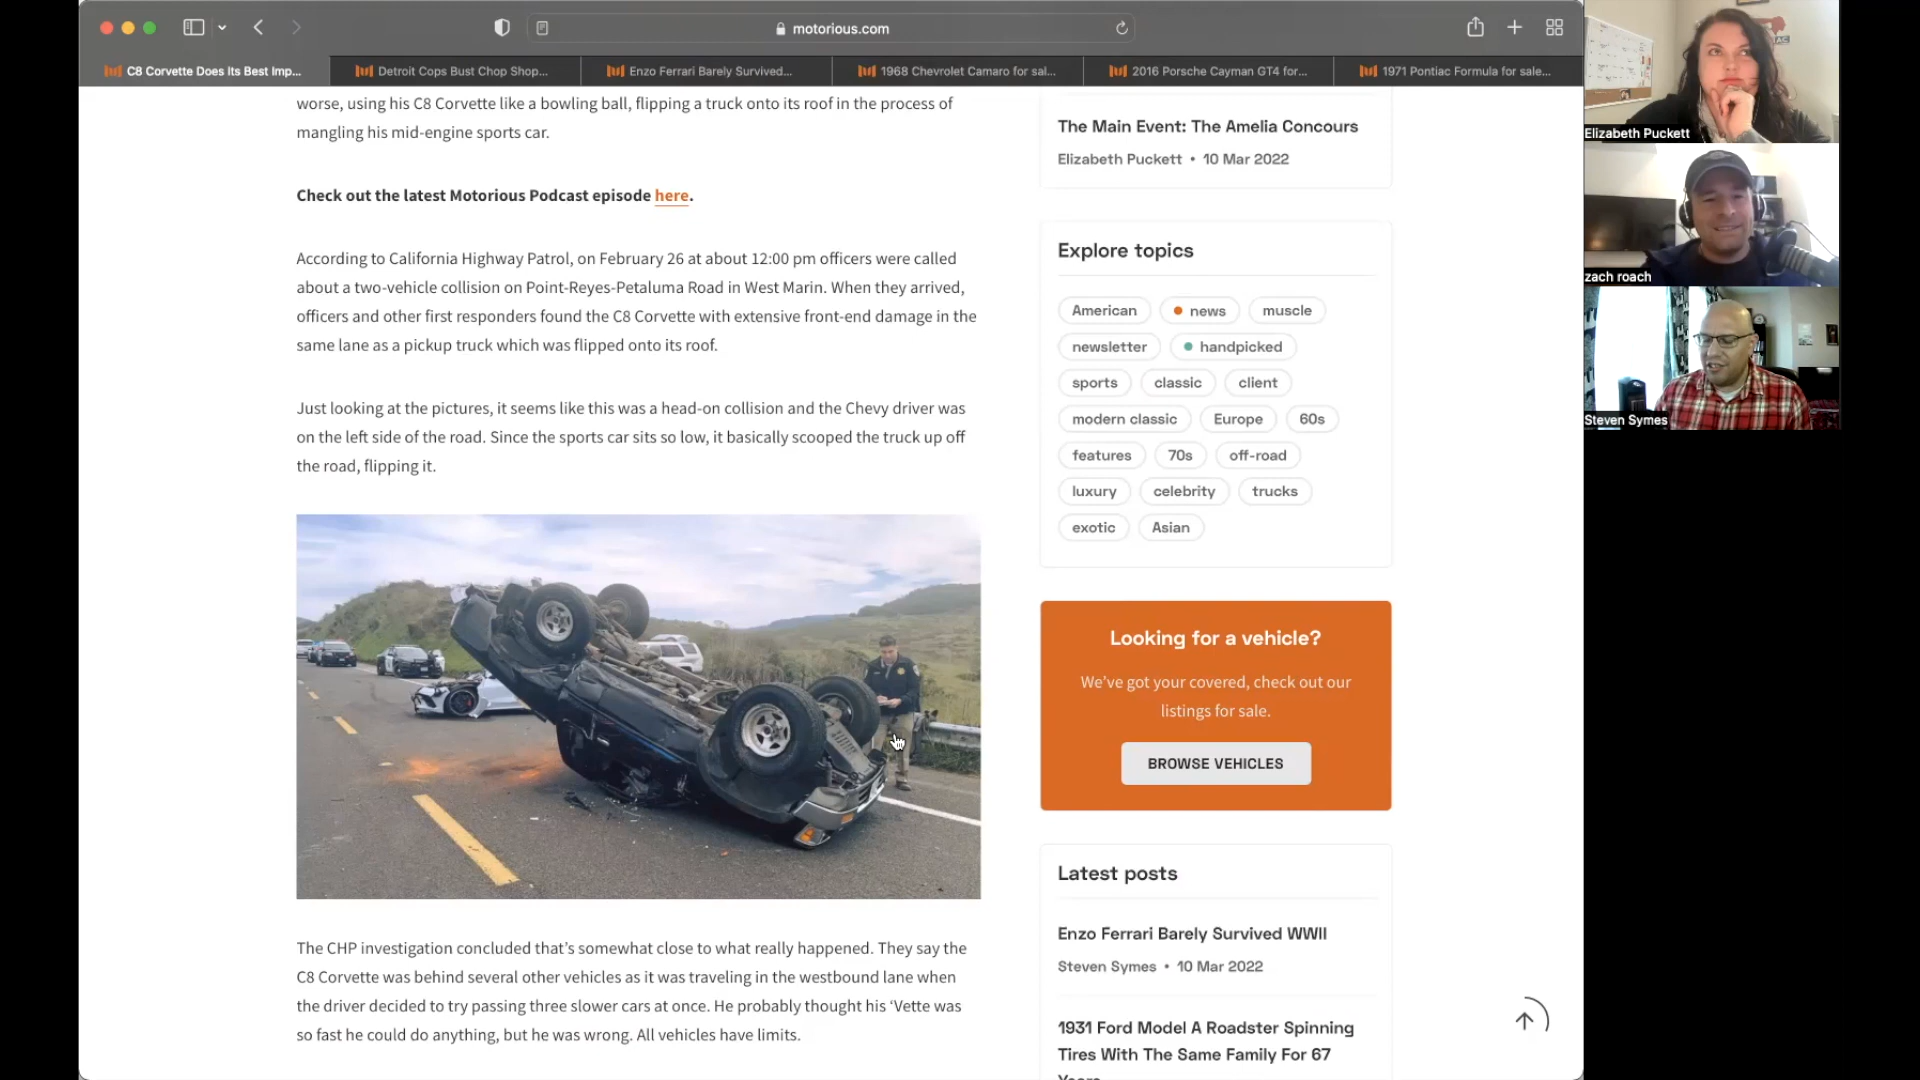 motorious.com
C8 Corvette Does Its Best Imp...
Detroit Cops Bust Chop Shop...
Enzo Ferrari Barely Survived...
1968 Chevrolet Camaro for sal...
2016 Porsche Cayman GT4 for...
1971 Pontiac Formula for sale...
worse, using his C8 Corvette like a bowling ball, flipping a truck onto its roof in the process of
mangling his mid-engine sports car.
Check out the latest Motorious Podcast episode here.
According to California Highway Patrol, on February 26 at about 12:00 pm officers were called
about a two-vehicle collision on Point-Reyes-Petaluma Road in West Marin. When they arrived,
officers and other first responders found the C8 Corvette with extensive front-end damage in the
same lane as a pickup truck which was flipped onto its roof.
Just looking at the pictures, it seems like this was a head-on collision and the Chevy driver was
on the left side of the road. Since the sports car sits so low, it basically scooped the truck up off
the road, flipping it.
The CHP investigation concluded that’s somewhat close to what really happened. They say the
C8 Corvette was behind several other vehicles as it was traveling in the westbound lane when
the driver decided to try passing three slower cars at once. He probably thought his ‘Vette was
so fast he could do anything, but he was wrong. All vehicles have limits.
The Main Event: The Amelia Concours
Elizabeth Puckett • 10 Mar 2022
Explore topics
American news muscle
newsletter handpicked
sports classic client
modern classic Europe 60s
features 70s off-road
luxury celebrity trucks
exotic Asian
Looking for a vehicle?
We’ve got your covered, check out our
listings for sale.
BROWSE VEHICLES
Latest posts
Enzo Ferrari Barely Survived WWII
Steven Symes • 10 Mar 2022
1931 Ford Model A Roadster Spinning
Tires With The Same Family For 67
Years
Elizabeth Puckett
zach roach
Steven Symes